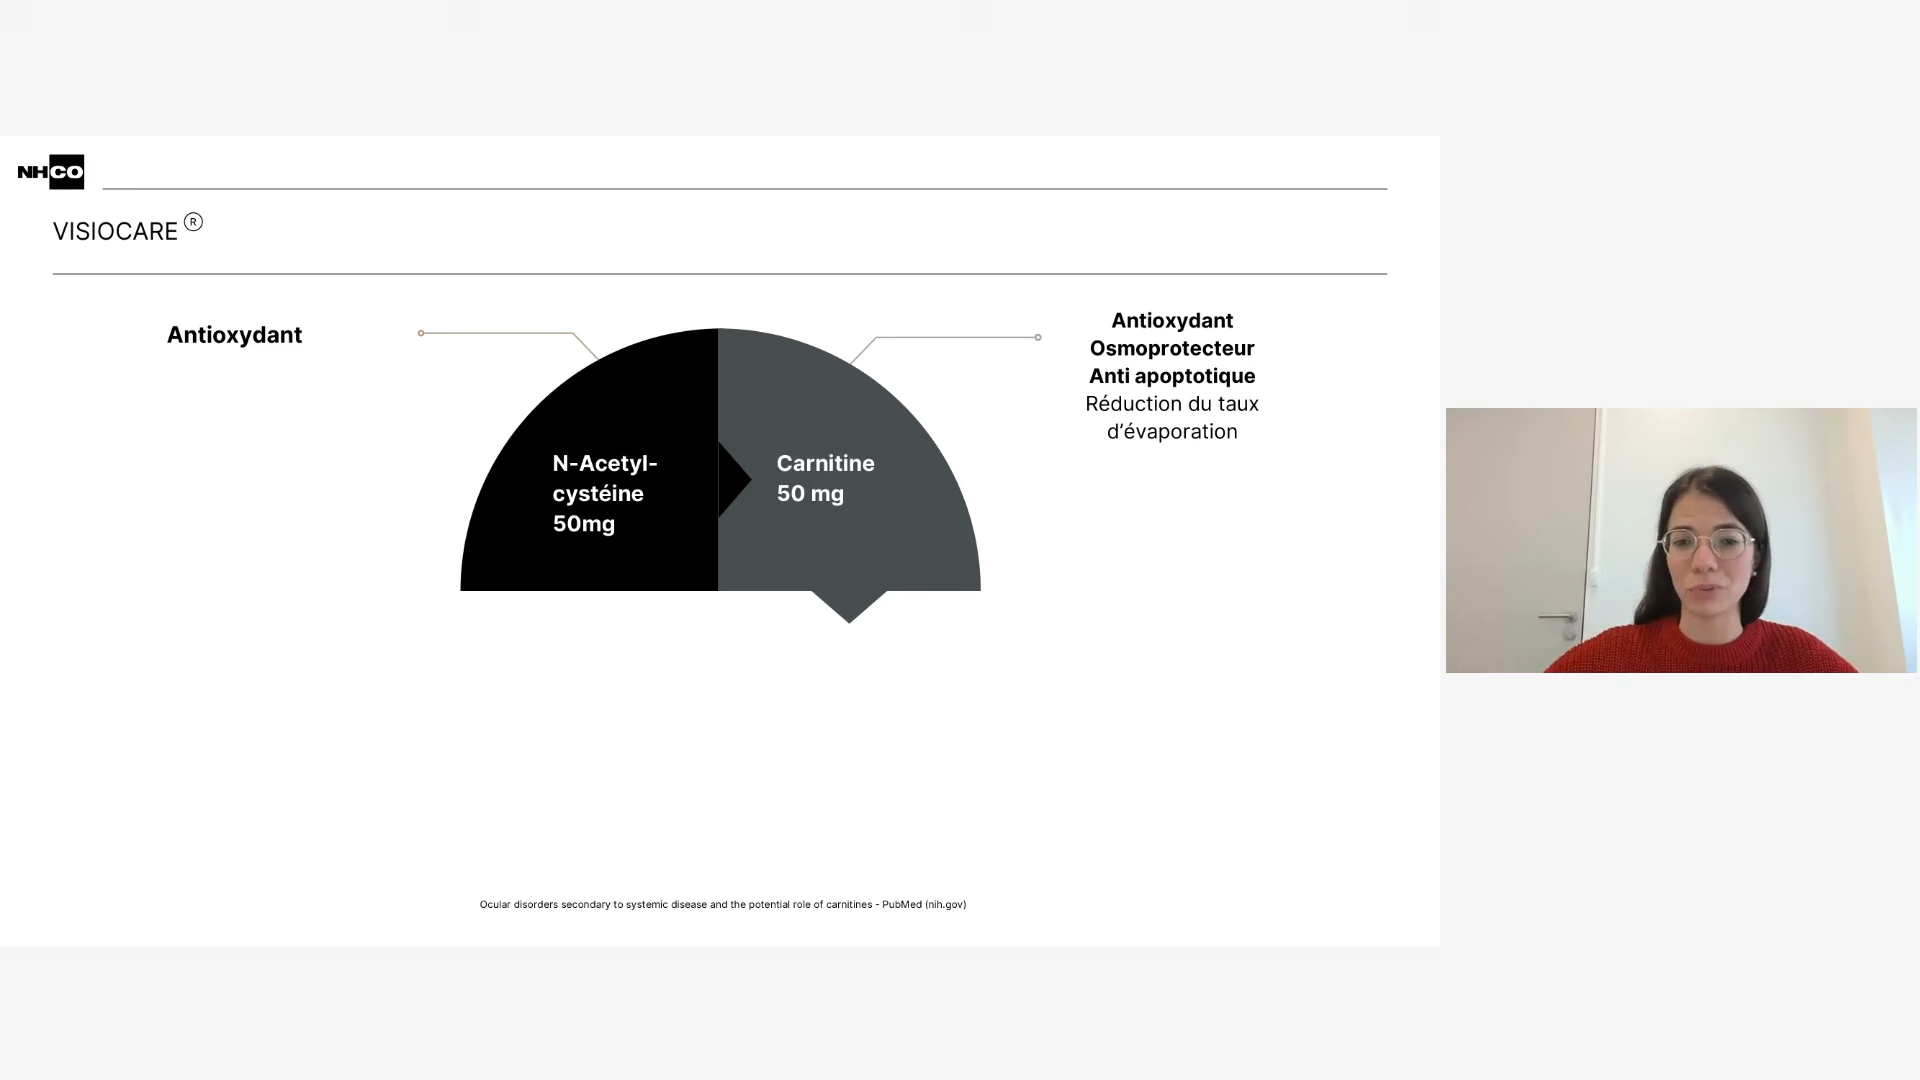 NHCO
VISIOCARE ®
Antioxydant
Antioxydant
Osmoprotecteur
Anti apoptotique
Réduction du taux
d’évaporation
N-Acetyl-
cystéine
50mg
Carnitine
50 mg
Ocular disorders secondary to systemic disease and the potential role of carnitines - PubMed (nih.gov)